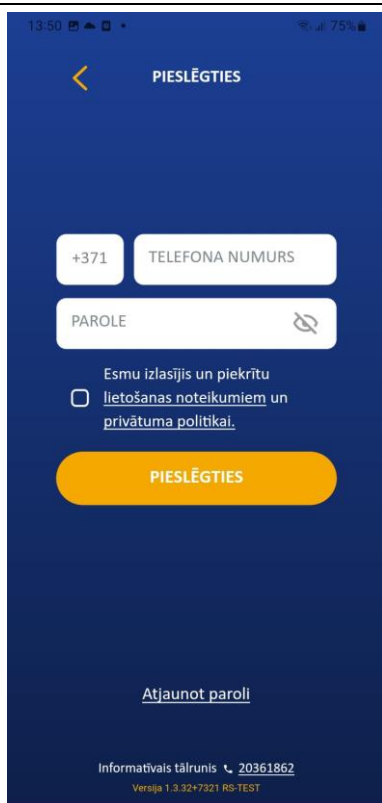 13:50
75%
PIESLĒGTIES
+371
TELEFONA NUMURS
PAROLE
Esmu izlasījis un piekrītu
lietošanas noteikumiem un
privātuma politikai.
PIESLĒGTIES
Atjaunot paroli
Informatīvais tālrunis 20361862
Versija 1.3.32+7321 RS-TEST